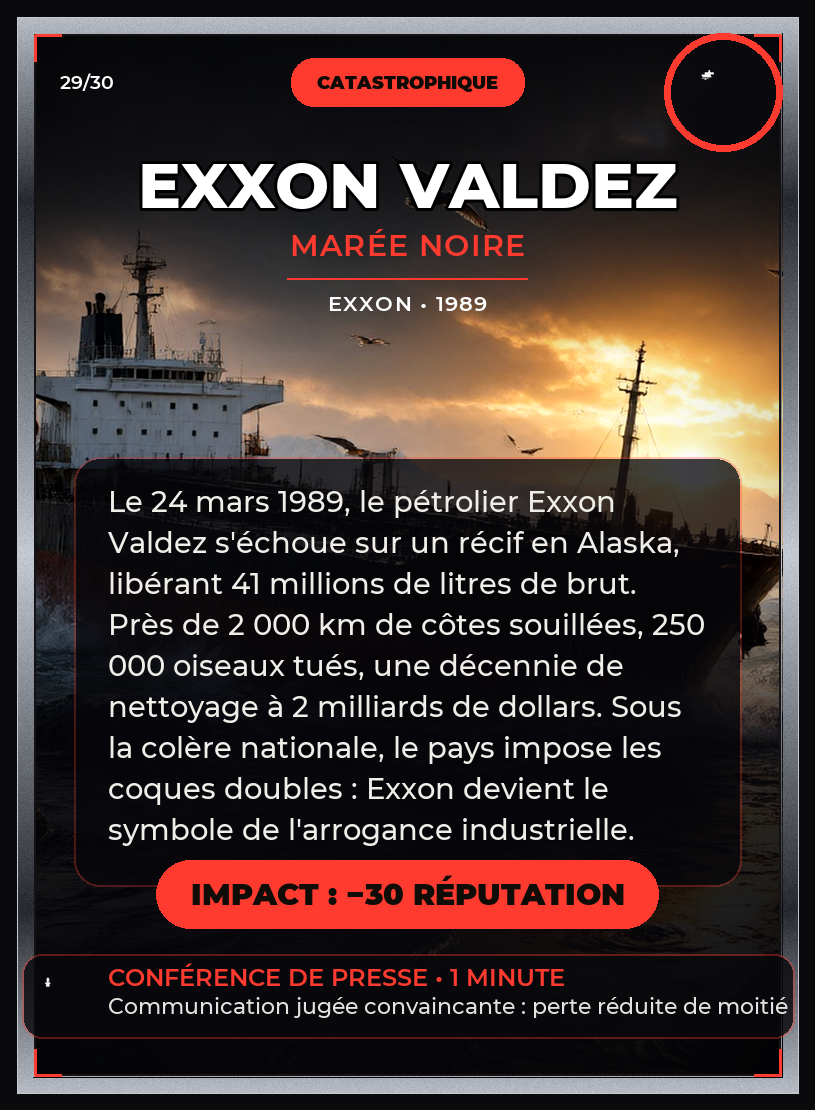 29/30
CATASTROPHIQUE
EXXON VALDEZ
MARÉE NOIRE
EXXON • 1989
Le 24 mars 1989, le pétrolier Exxon
Valdez s'échoue sur un récif en Alaska,
libérant 41 millions de litres de brut.
Près de 2 000 km de côtes souillées, 250
000 oiseaux tués, une décennie de
nettoyage à 2 milliards de dollars. Sous
la colère nationale, le pays impose les
coques doubles : Exxon devient le
symbole de l'arrogance industrielle.
IMPACT : −30 RÉPUTATION
CONFÉRENCE DE PRESSE • 1 MINUTE
Communication jugée convaincante : perte réduite de moitié